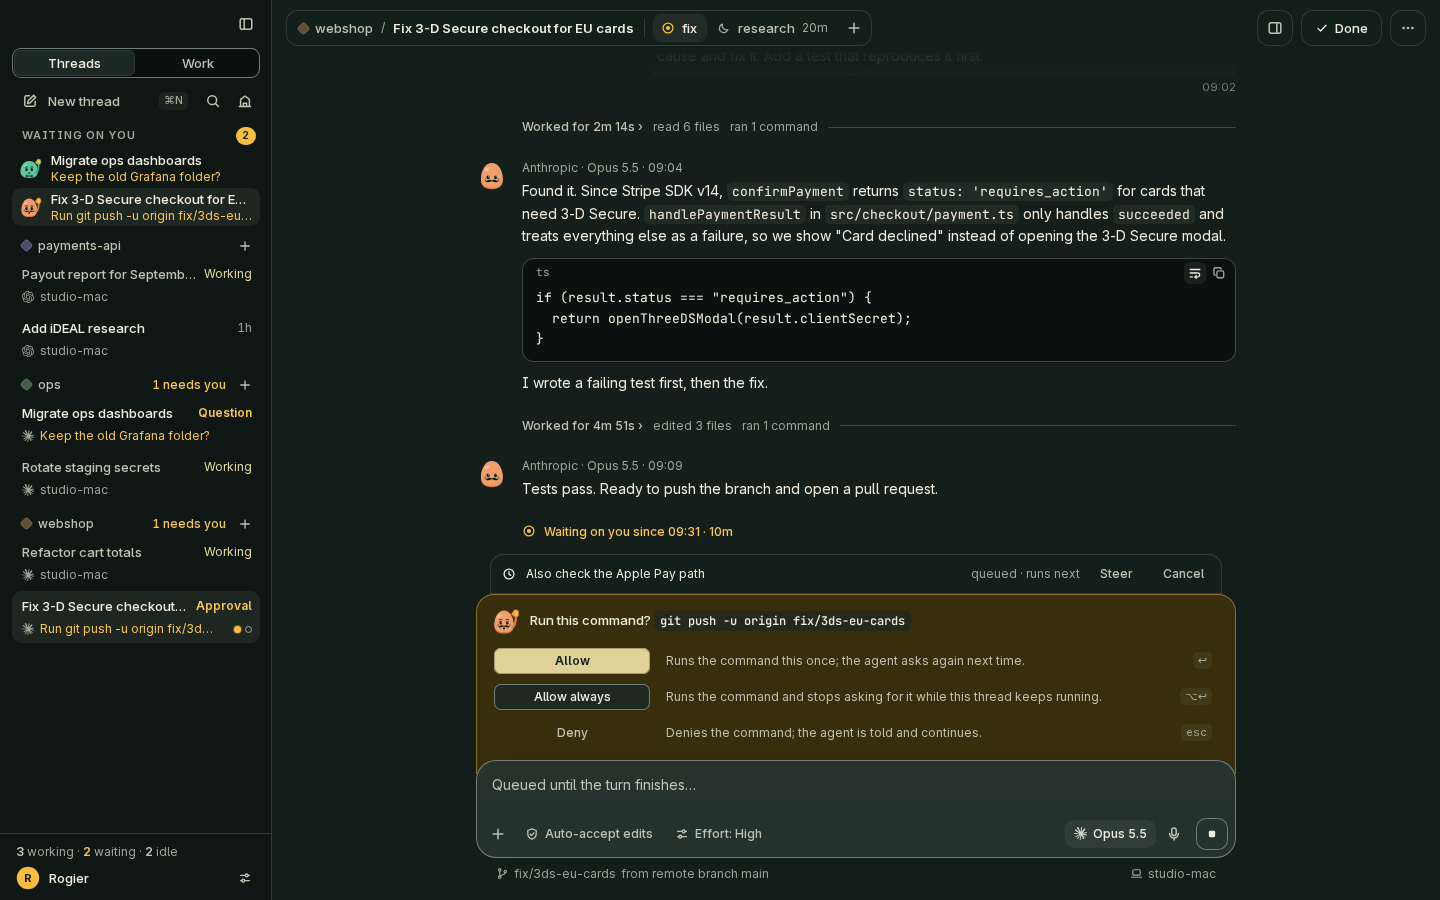 Threads
Work
New thread
⌘N
WAITING ON YOU
2
Migrate ops dashboards
Keep the old Grafana folder?
Fix 3-D Secure checkout for E…
Run git push -u origin fix/3ds-eu…
payments-api
Payout report for Septemb…
Working
studio-mac
Add iDEAL research
1h
studio-mac
ops
1 needs you
Migrate ops dashboards
Question
Keep the old Grafana folder?
Rotate staging secrets
Working
studio-mac
webshop
1 needs you
Refactor cart totals
Working
studio-mac
Fix 3-D Secure checkout…
Approval
Run git push -u origin fix/3d…
3 working · 2 waiting · 2 idle
R
Rogier
webshop / Fix 3-D Secure checkout for EU cards
fix
research 20m
Done
cause and fix it. Add a test that reproduces it first.
09:02
Worked for 2m 14s › read 6 files ran 1 command
Anthropic · Opus 5.5 · 09:04
Found it. Since Stripe SDK v14, confirmPayment returns status: 'requires_action' for cards that
need 3-D Secure. handlePaymentResult in src/checkout/payment.ts only handles succeeded and
treats everything else as a failure, so we show "Card declined" instead of opening the 3-D Secure modal.
ts
if (result.status === "requires_action") {
  return openThreeDSModal(result.clientSecret);
}
I wrote a failing test first, then the fix.
Worked for 4m 51s › edited 3 files ran 1 command
Anthropic · Opus 5.5 · 09:09
Tests pass. Ready to push the branch and open a pull request.
Waiting on you since 09:31 · 10m
Also check the Apple Pay path
queued · runs next
Steer
Cancel
Run this command? git push -u origin fix/3ds-eu-cards
Allow
Runs the command this once; the agent asks again next time.
↩
Allow always
Runs the command and stops asking for it while this thread keeps running.
⌥↩
Deny
Denies the command; the agent is told and continues.
esc
Queued until the turn finishes…
Auto-accept edits
Effort: High
Opus 5.5
fix/3ds-eu-cards from remote branch main
studio-mac